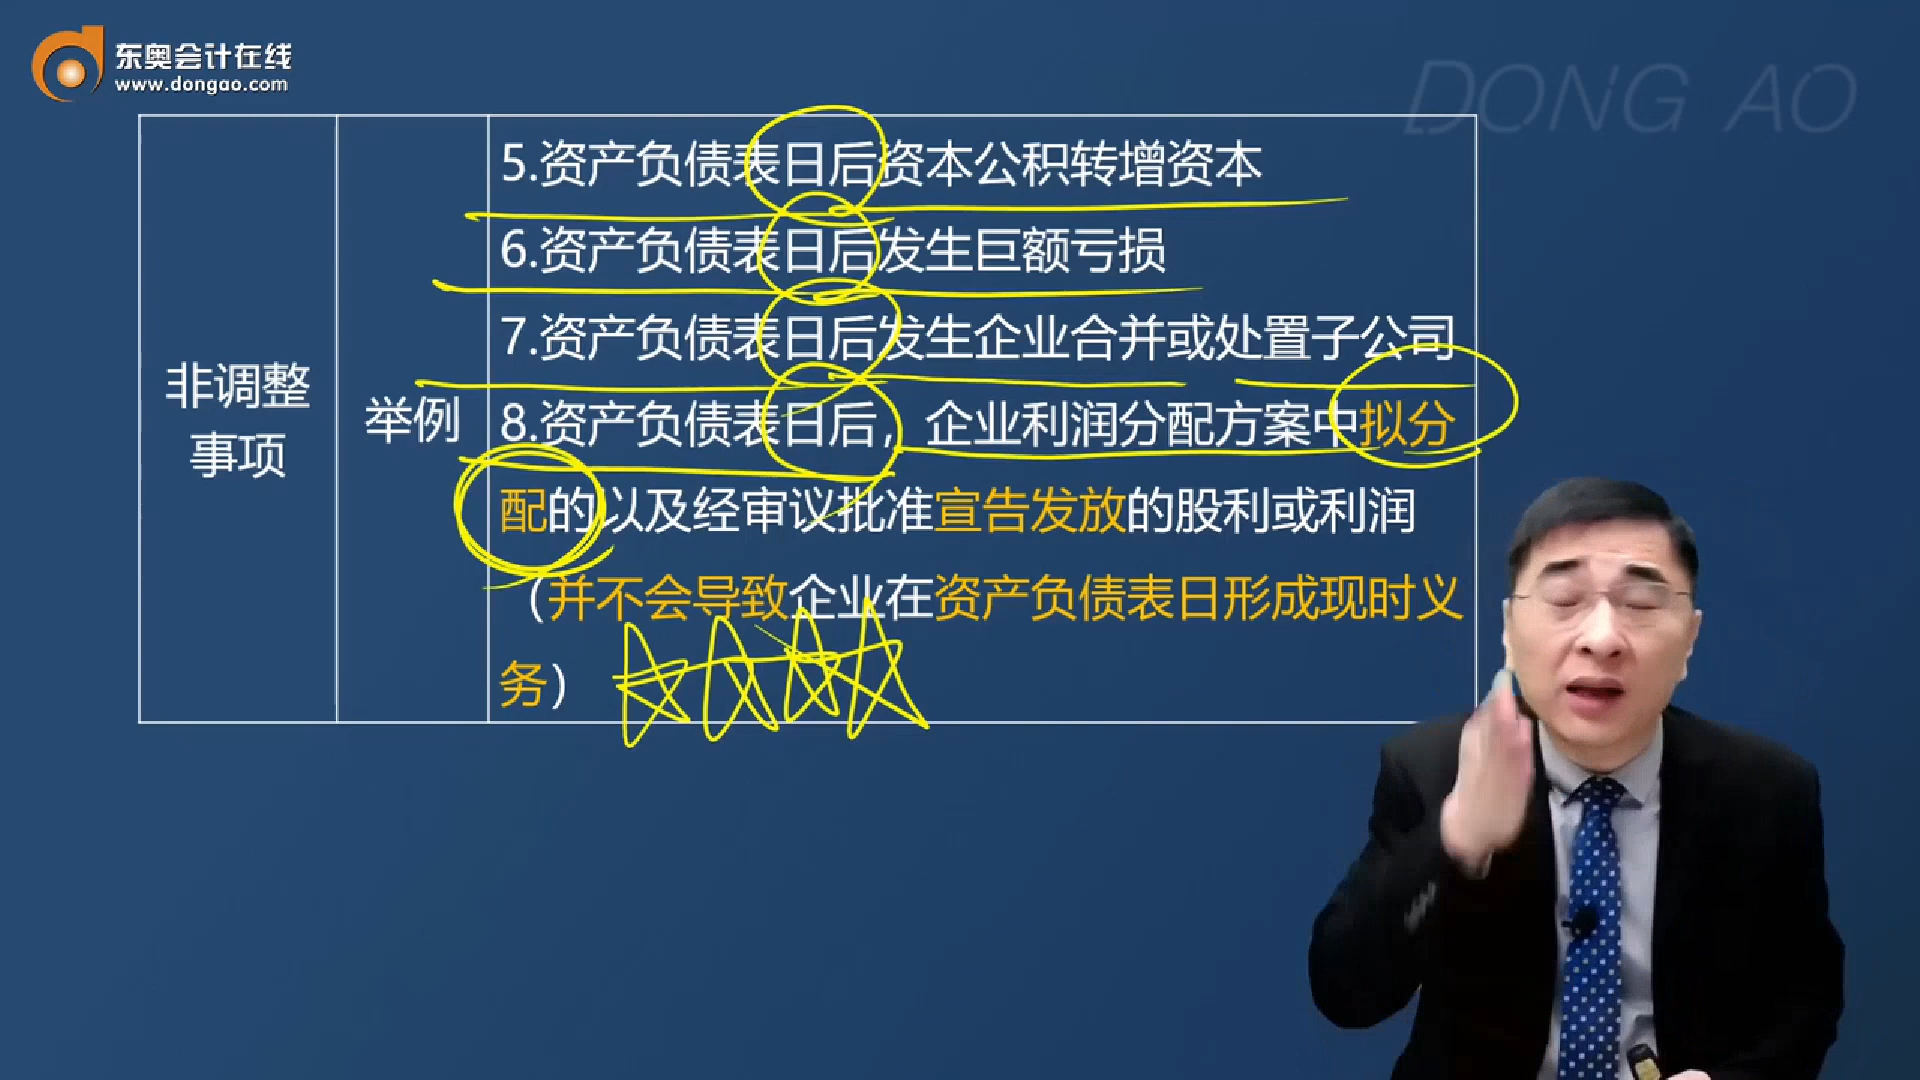 东奥会计在线
www.dongao.com
DONG AO
非调整
事项
举例
5.资产负债表日后资本公积转增资本
6.资产负债表日后发生巨额亏损
7.资产负债表日后发生企业合并或处置子公司
8.资产负债表日后，企业利润分配方案中拟分
配的以及经审议批准宣告发放的股利或利润
（并不会导致企业在资产负债表日形成现时义
务）